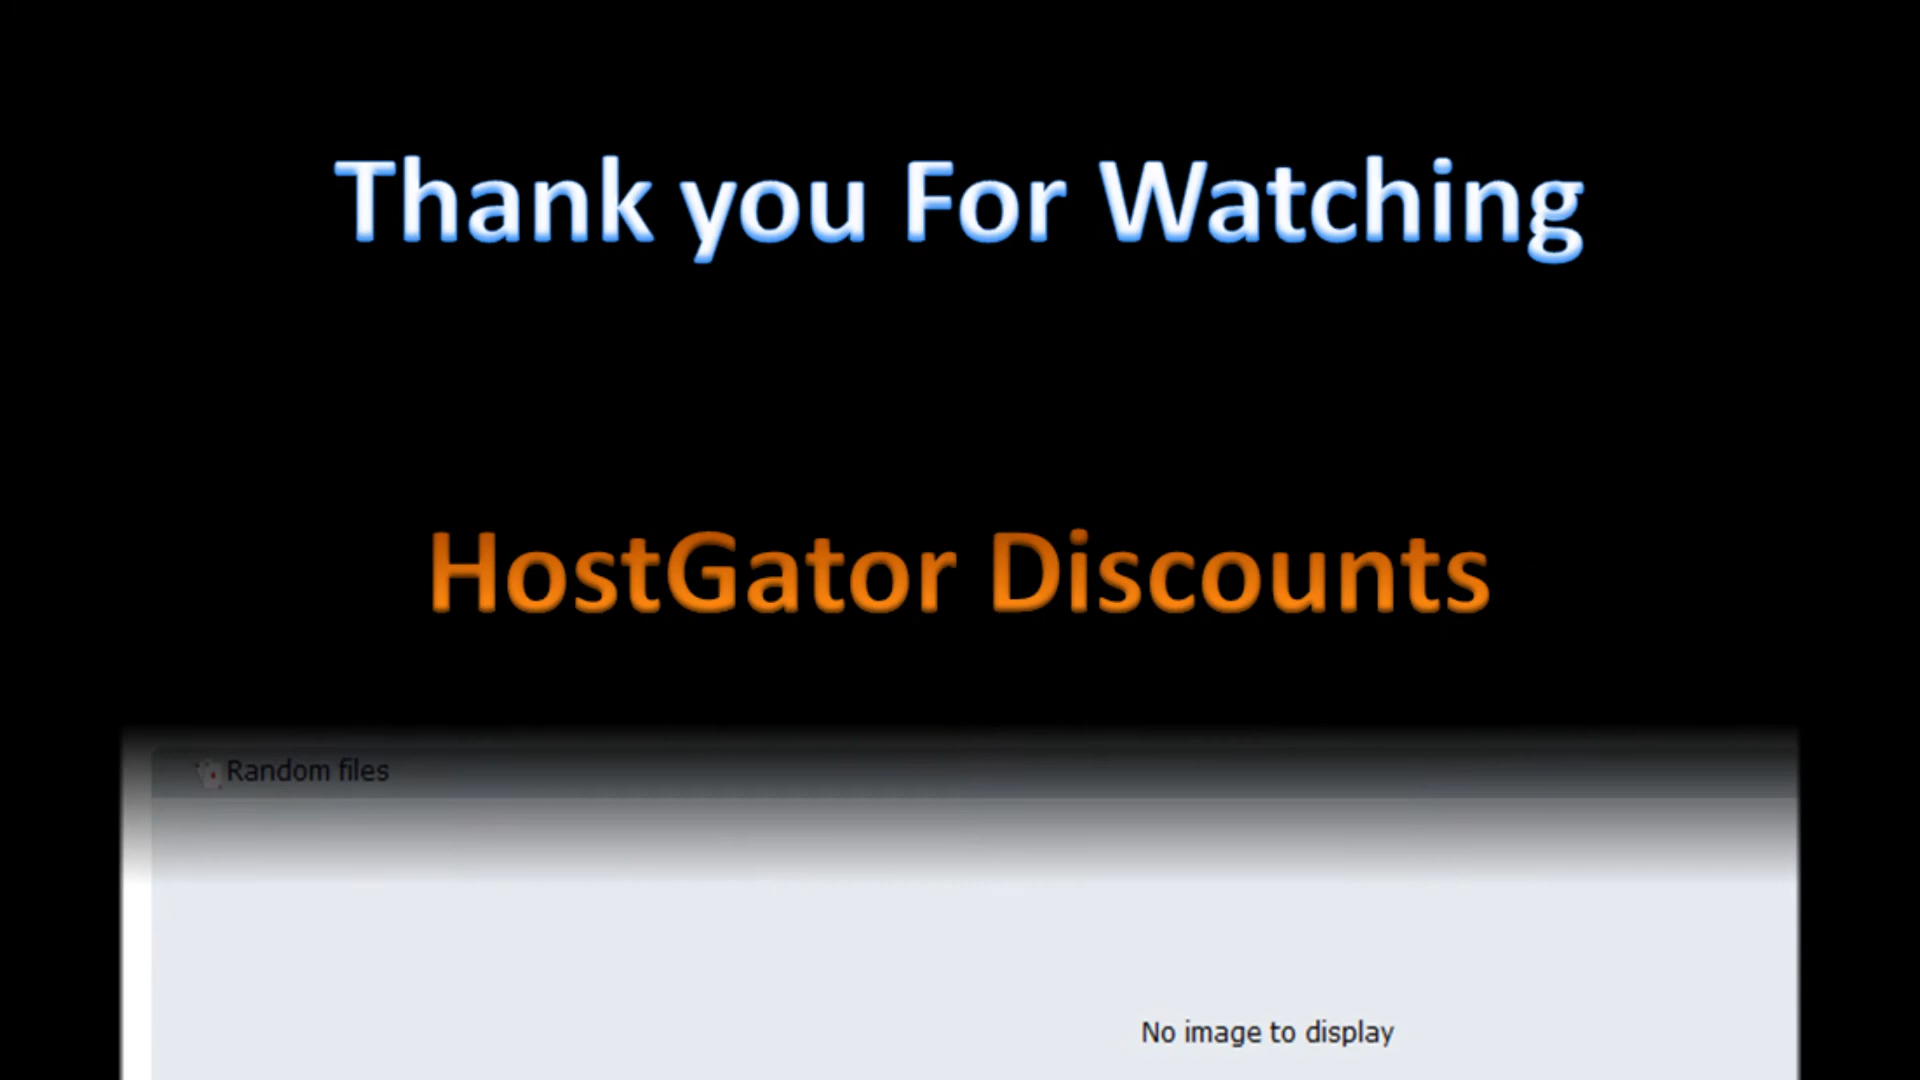 Thank you For Watching
HostGator Discounts
Random files
No image to display